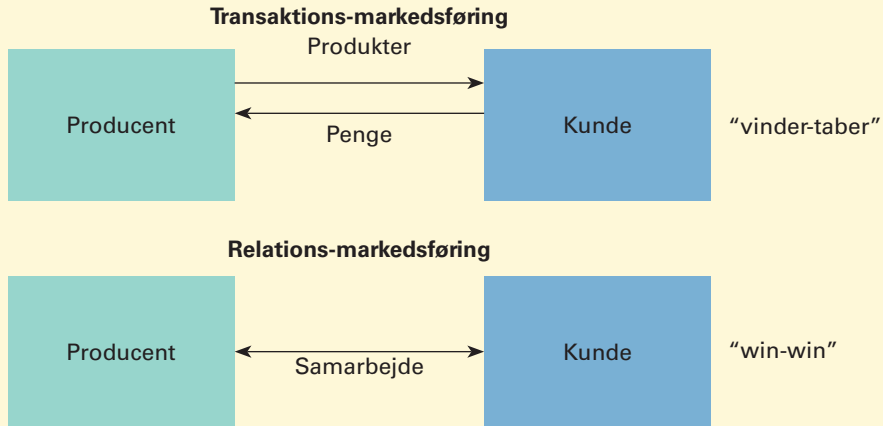 Transaktions-markedsføring
Produkter
Producent
Penge
Kunde
“vinder-taber”
Relations-markedsføring
Producent
Samarbejde
Kunde
“win-win”